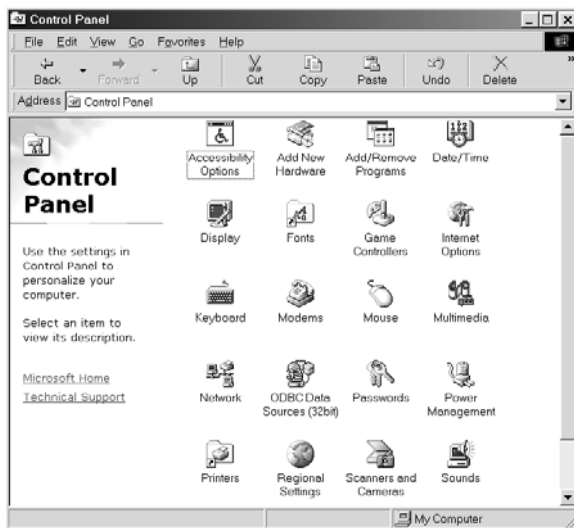 Control Panel
File Edit View Go Favorites Help
Back Forward Up Cut Copy Paste Undo Delete
Address Control Panel
Control
Panel
Use the settings in
Control Panel to
personalize your
computer.
Select an item to
view its description.
Microsoft Home
Technical Support
Accessibility
Options
Add New
Hardware
Add/Remove
Programs
Date/Time
Display
Fonts
Game
Controllers
Internet
Options
Keyboard
Modems
Mouse
Multimedia
Network
ODBC Data
Sources (32bit)
Passwords
Power
Management
Printers
Regional
Settings
Scanners and
Cameras
Sounds
My Computer